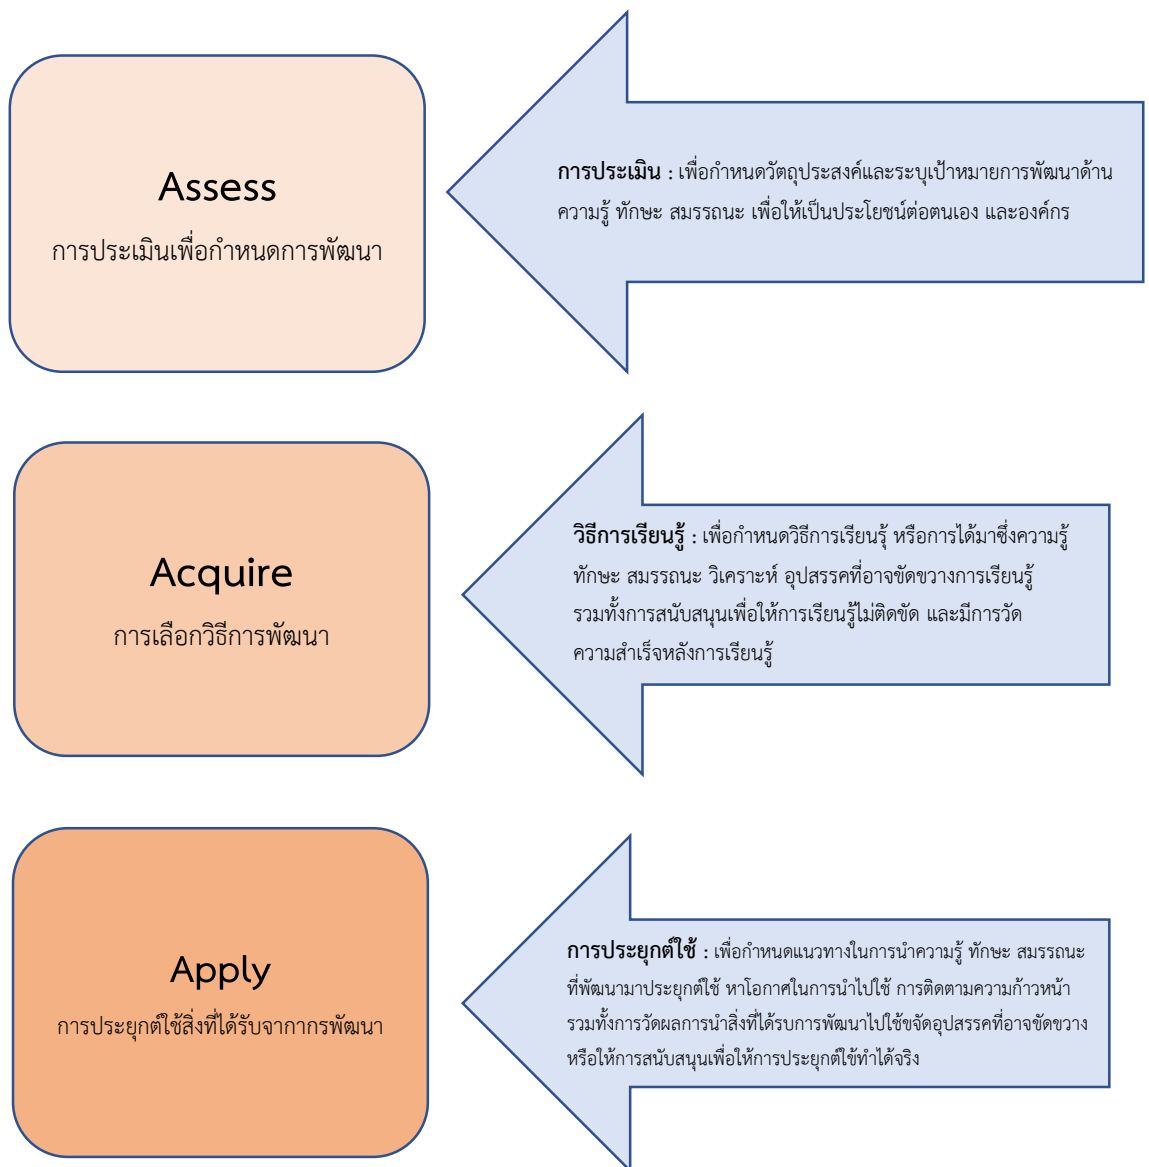 Assess
การประเมินเพื่อกำหนดการพัฒนา
การประเมิน : เพื่อกำหนดวัตถุประสงค์และระบุเป้าหมายการพัฒนาด้าน
ความรู้ ทักษะ สมรรถนะ เพื่อให้เป็นประโยชน์ต่อตนเอง และองค์กร
Acquire
การเลือกวิธีการพัฒนา
วิธีการเรียนรู้ : เพื่อกำหนดวิธีการเรียนรู้ หรือการได้มาซึ่งความรู้
ทักษะ สมรรถนะ วิเคราะห์ อุปสรรคที่อาจขัดขวางการเรียนรู้
รวมทั้งการสนับสนุนเพื่อให้การเรียนรู้ไม่ติดขัด และมีการวัด
ความสำเร็จหลังการเรียนรู้
Apply
การประยุกต์ใช้สิ่งที่ได้รับจากากรพัฒนา
การประยุกต์ใช้ : เพื่อกำหนดแนวทางในการนำความรู้ ทักษะ สมรรถนะ
ที่พัฒนามาประยุกต์ใช้ หาโอกาสในการนำไปใช้ การติดตามความก้าวหน้า
รวมทั้งการวัดผลการนำสิ่งที่ได้รบการพัฒนาไปใช้ขจัดอุปสรรคที่อาจขัดขวาง
หรือให้การสนับสนุนเพื่อให้การประยุกต์ใช้ทำได้จริง